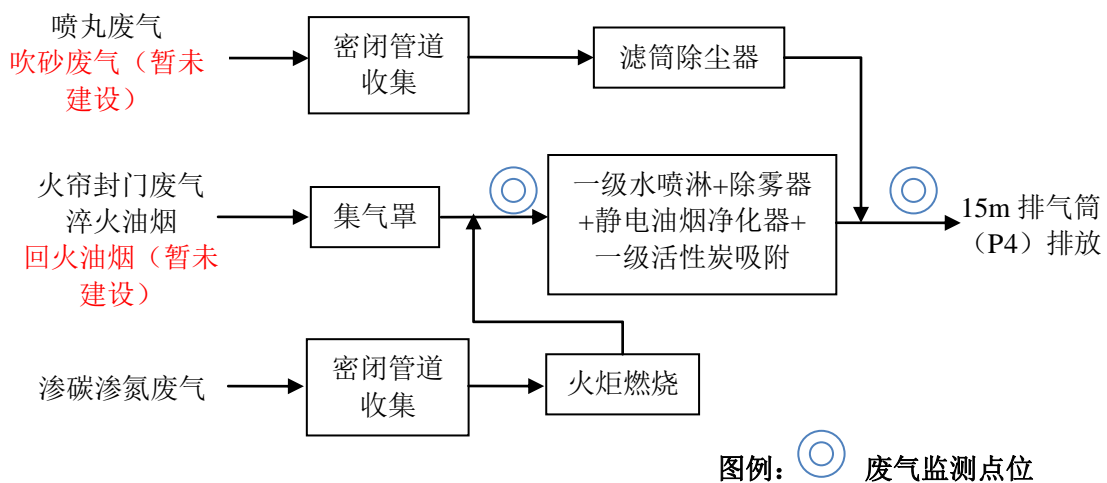 喷丸废气
吹砂废气（暂未
建设）
密闭管道
收集
滤筒除尘器
火帘封门废气
淬火油烟
回火油烟（暂未
建设）
集气罩
一级水喷淋+除雾器
+静电油烟净化器+
一级活性炭吸附
15m 排气筒
（P4）排放
渗碳渗氮废气
密闭管道
收集
火炬燃烧
图例：
废气监测点位